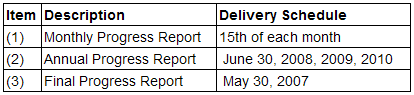 Item Description Delivery Schedule
(1) Monthly Progress Report 15th of each month
(2) Annual Progress Report June 30, 2008, 2009, 2010
(3) Final Progress Report May 30, 2007